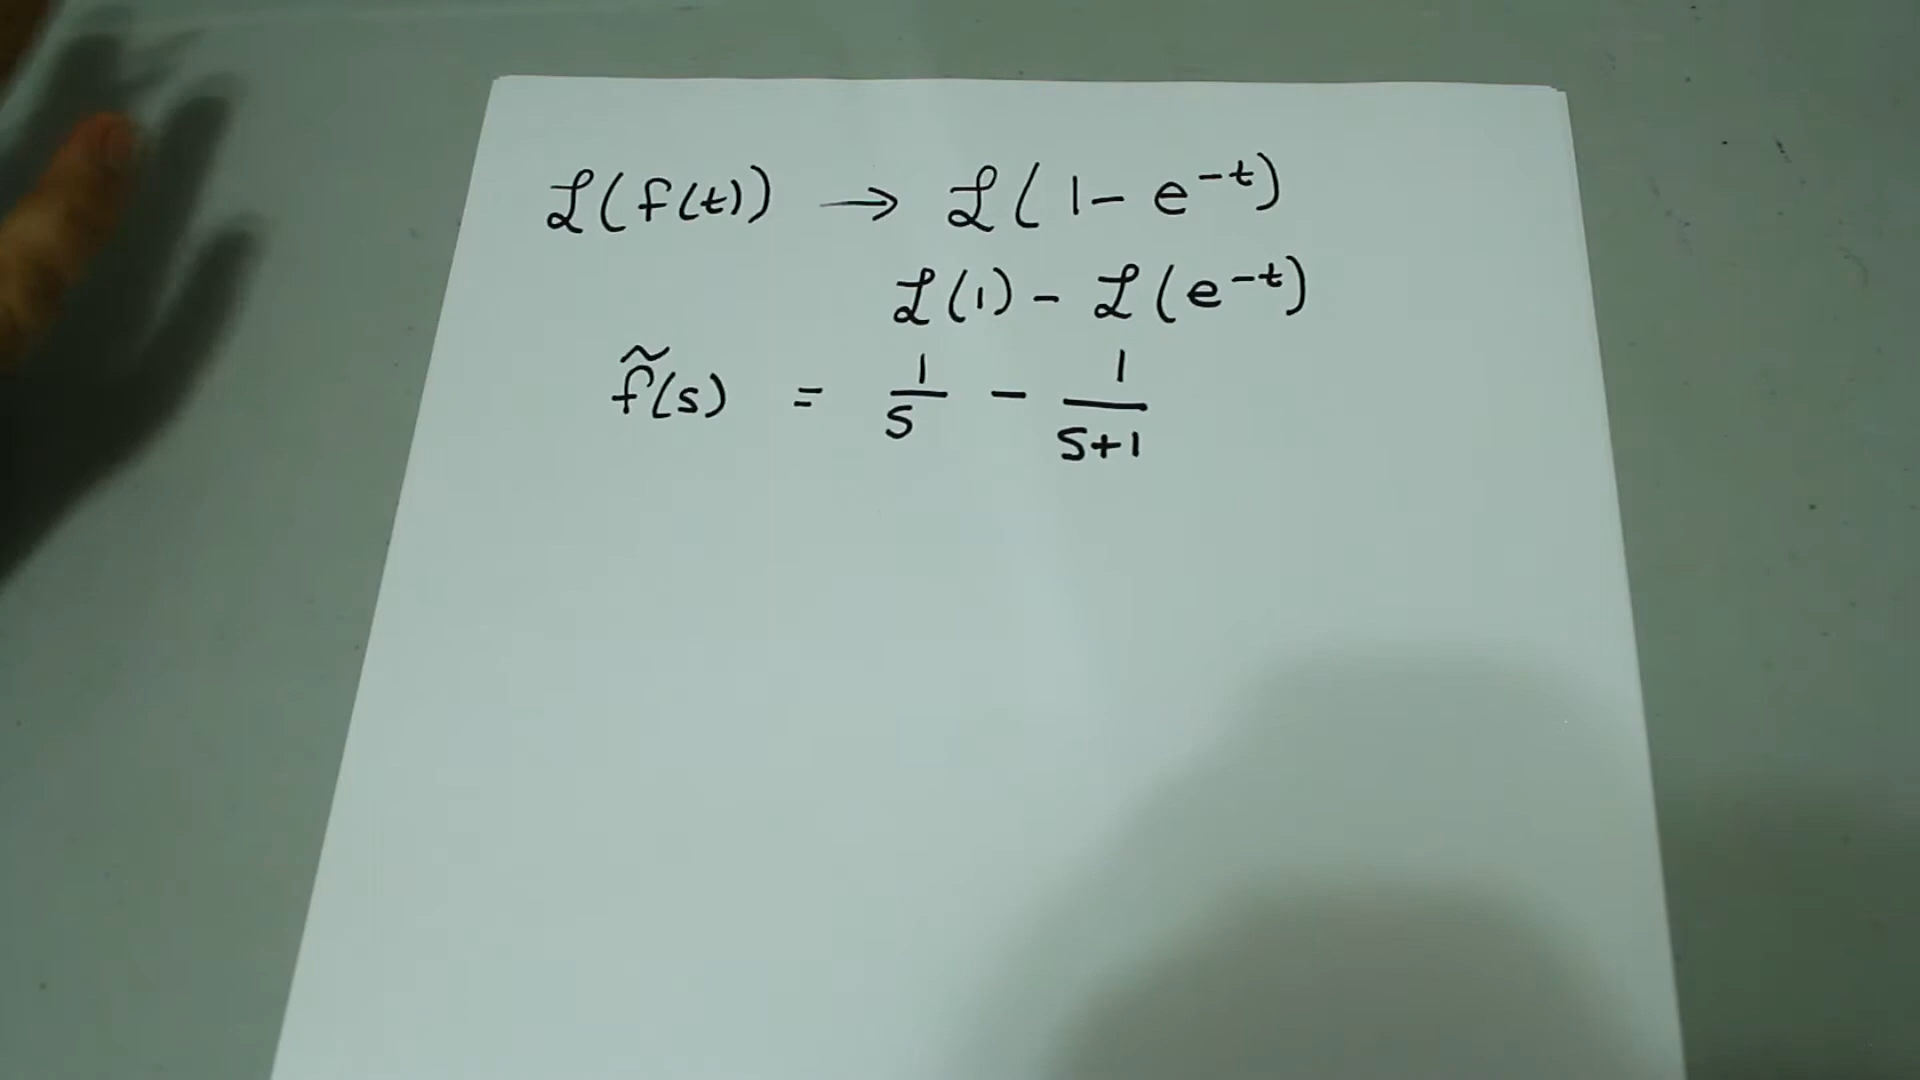 ℒ(f(t)) → ℒ(1 - e^{-t})
ℒ(1) - ℒ(e^{-t})
f̃(s) = 1/s - 1/(s+1)